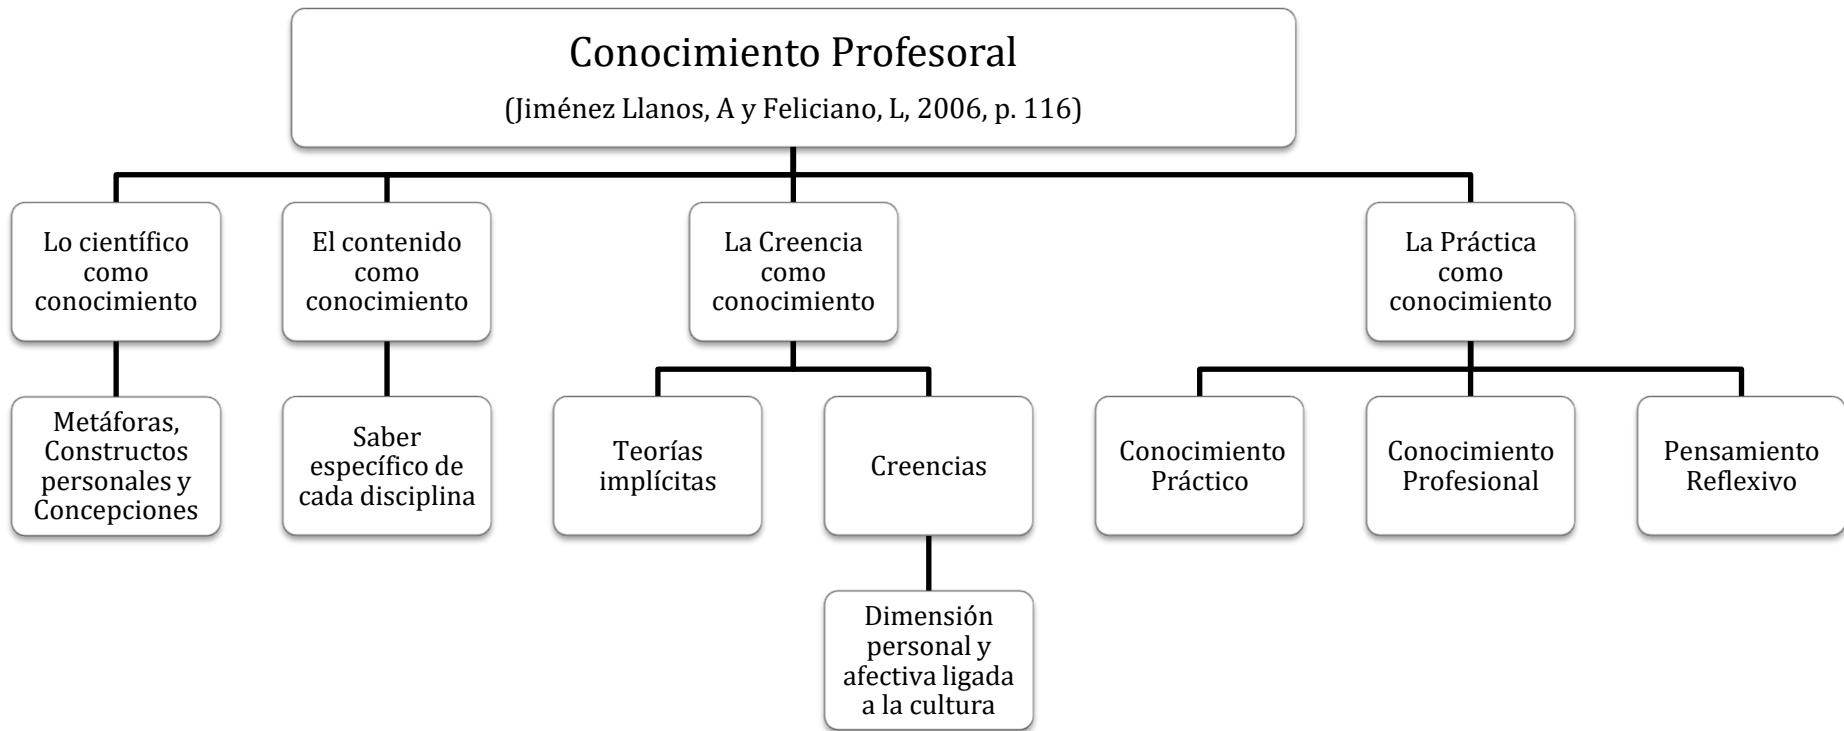 Conocimiento Profesoral
(Jiménez Llanos, A y Feliciano, L, 2006, p. 116)
Lo científico
como
conocimiento
El contenido
como
conocimiento
La Creencia
como
conocimiento
La Práctica
como
conocimiento
Metáforas,
Constructos
personales y
Concepciones
Saber
específico de
cada disciplina
Teorías
implícitas
Creencias
Conocimiento
Práctico
Conocimiento
Profesional
Pensamiento
Reflexivo
Dimensión
personal y
afectiva ligada
a la cultura